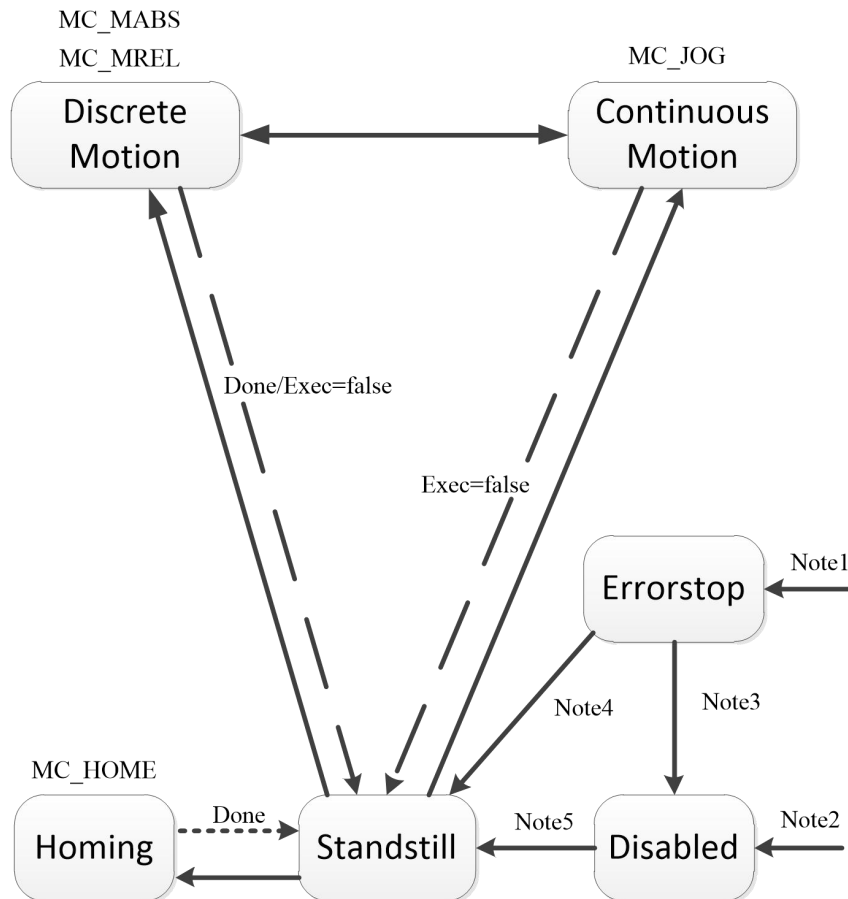 MC_MABS
MC_MREL
MC_JOG
Discrete
Motion
Continuous
Motion
Done/Exec=false
Exec=false
Note1
Errorstop
Note4
Note3
MC_HOME
Done
Note5
Note2
Homing
Standstill
Disabled